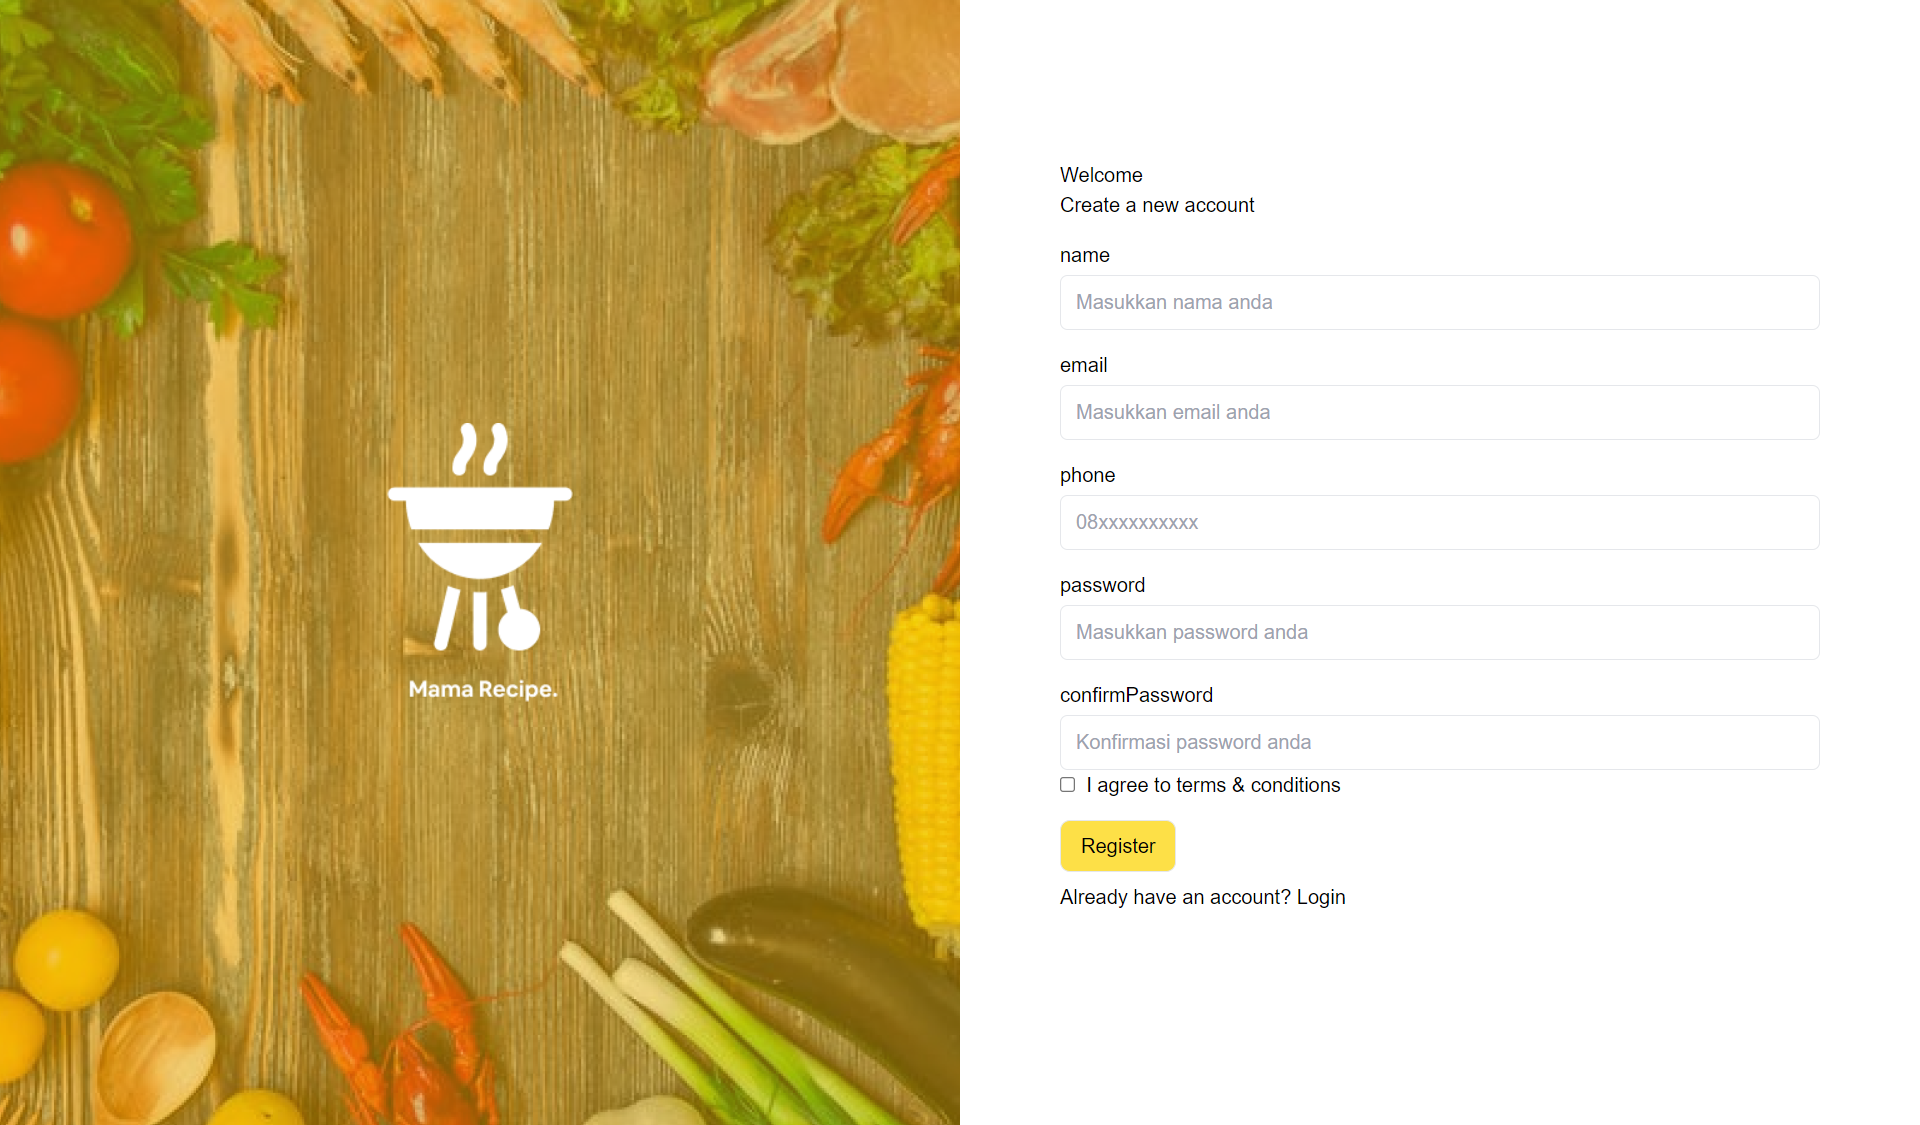 Mama Recipe.
Welcome
Create a new account
name
Masukkan nama anda
email
Masukkan email anda
phone
08xxxxxxxxxx
password
Masukkan password anda
confirmPassword
Konfirmasi password anda
I agree to terms & conditions
Register
Already have an account? Login